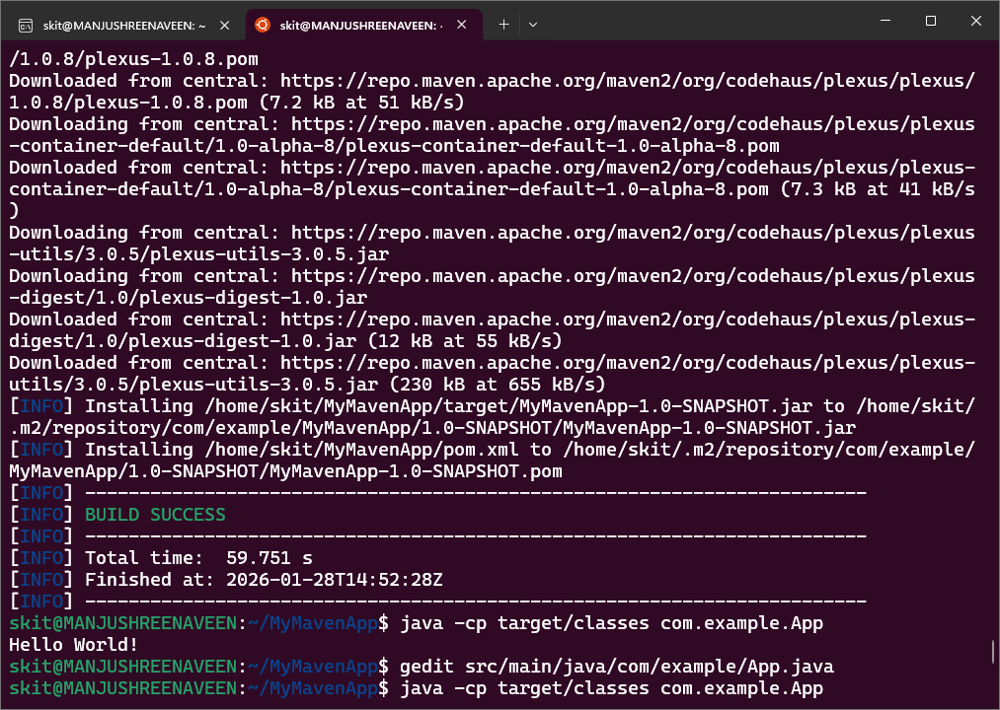 skit@MANJUSHREENAVEEN: ~
skit@MANJUSHREENAVEEN: ·
/1.0.8/plexus-1.0.8.pom
Downloaded from central: https://repo.maven.apache.org/maven2/org/codehaus/plexus/plexus/
1.0.8/plexus-1.0.8.pom (7.2 kB at 51 kB/s)
Downloading from central: https://repo.maven.apache.org/maven2/org/codehaus/plexus/plexus
-container-default/1.0-alpha-8/plexus-container-default-1.0-alpha-8.pom
Downloaded from central: https://repo.maven.apache.org/maven2/org/codehaus/plexus/plexus-
container-default/1.0-alpha-8/plexus-container-default-1.0-alpha-8.pom (7.3 kB at 41 kB/s
)
Downloading from central: https://repo.maven.apache.org/maven2/org/codehaus/plexus/plexus
-utils/3.0.5/plexus-utils-3.0.5.jar
Downloading from central: https://repo.maven.apache.org/maven2/org/codehaus/plexus/plexus
-digest/1.0/plexus-digest-1.0.jar
Downloaded from central: https://repo.maven.apache.org/maven2/org/codehaus/plexus/plexus-
digest/1.0/plexus-digest-1.0.jar (12 kB at 55 kB/s)
Downloaded from central: https://repo.maven.apache.org/maven2/org/codehaus/plexus/plexus-
utils/3.0.5/plexus-utils-3.0.5.jar (230 kB at 655 kB/s)
[INFO] Installing /home/skit/MyMavenApp/target/MyMavenApp-1.0-SNAPSHOT.jar to /home/skit/
.m2/repository/com/example/MyMavenApp/1.0-SNAPSHOT/MyMavenApp-1.0-SNAPSHOT.jar
[INFO] Installing /home/skit/MyMavenApp/pom.xml to /home/skit/.m2/repository/com/example/
MyMavenApp/1.0-SNAPSHOT/MyMavenApp-1.0-SNAPSHOT.pom
[INFO] ------------------------------------------------------------------------
[INFO] BUILD SUCCESS
[INFO] ------------------------------------------------------------------------
[INFO] Total time:  59.751 s
[INFO] Finished at: 2026-01-28T14:52:28Z
[INFO] ------------------------------------------------------------------------
skit@MANJUSHREENAVEEN:~/MyMavenApp$ java -cp target/classes com.example.App
Hello World!
skit@MANJUSHREENAVEEN:~/MyMavenApp$ gedit src/main/java/com/example/App.java
skit@MANJUSHREENAVEEN:~/MyMavenApp$ java -cp target/classes com.example.App